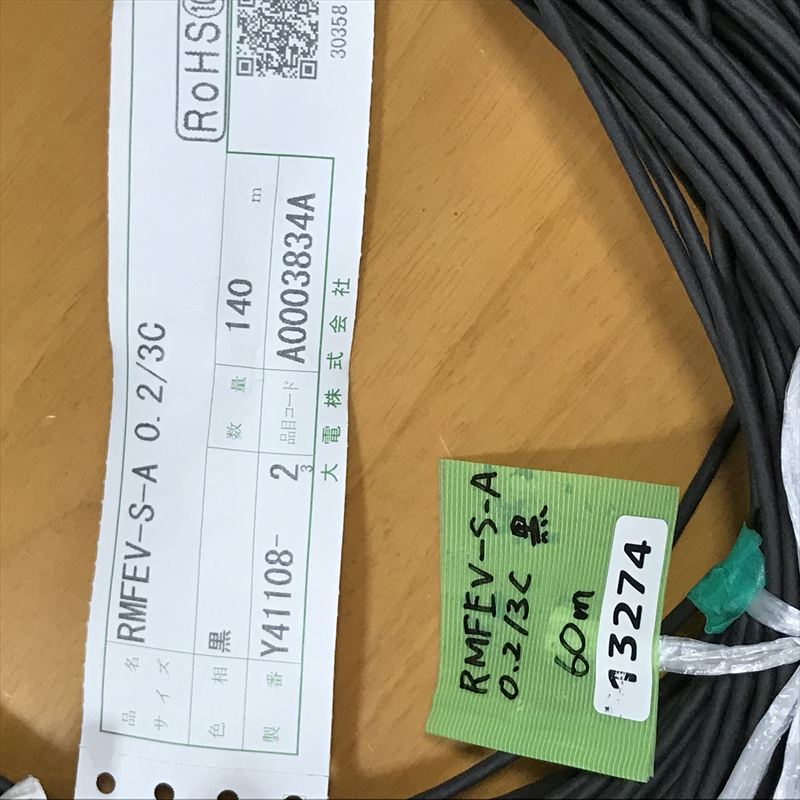 品名 サイズ RMFEV-S-A 0.2/3C
色相 黒 数量 140 m
製番 Y41108- 2 3 品目コード A0003834A
大電株式会社
RoHS10
30358
RMFEV-S-A
0.2/3C 黒
60m
13274